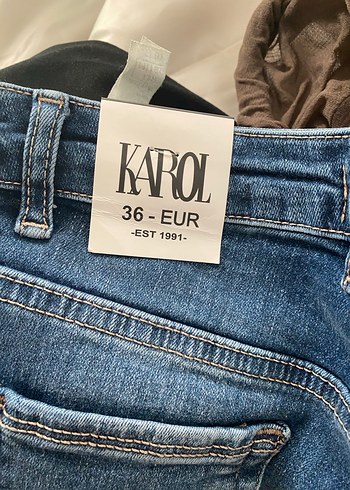 KAROL
36 - EUR
-EST 1991-